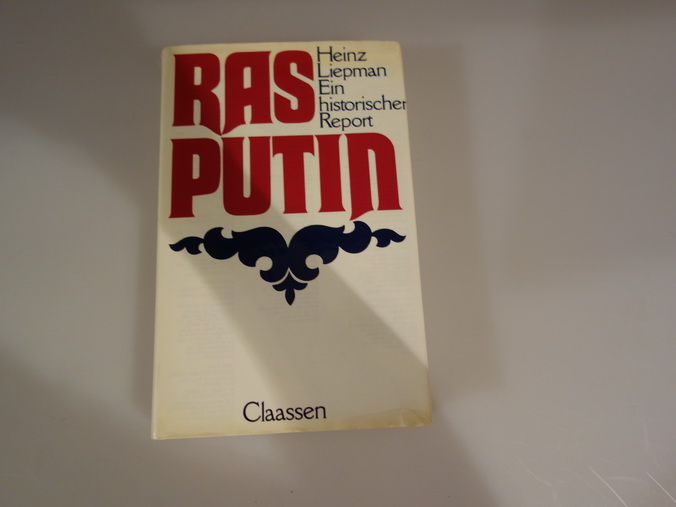 RAS
PUTIN
Heinz
Liepman
Ein
historischer
Report
Claassen